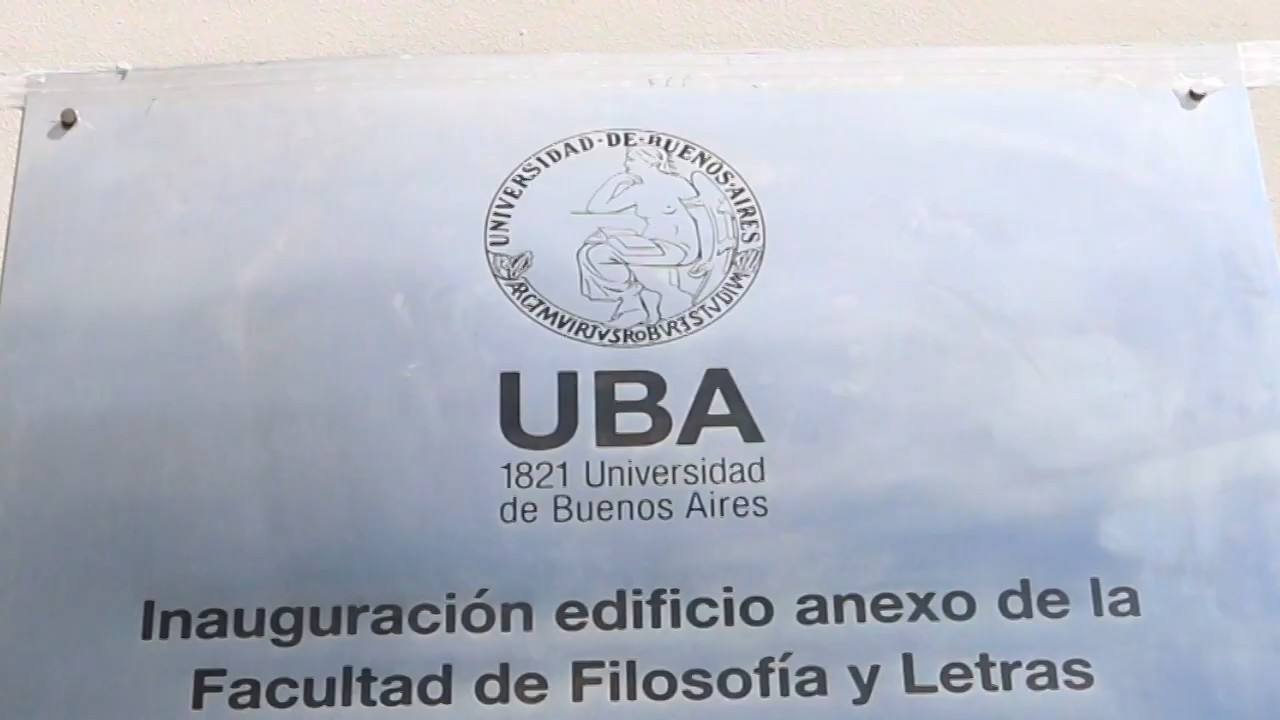 UNIVERSIDAD·DE·BUENOS·AIRES
UBA
1821 Universidad
de Buenos Aires
Inauguración edificio anexo de la
Facultad de Filosofía y Letras